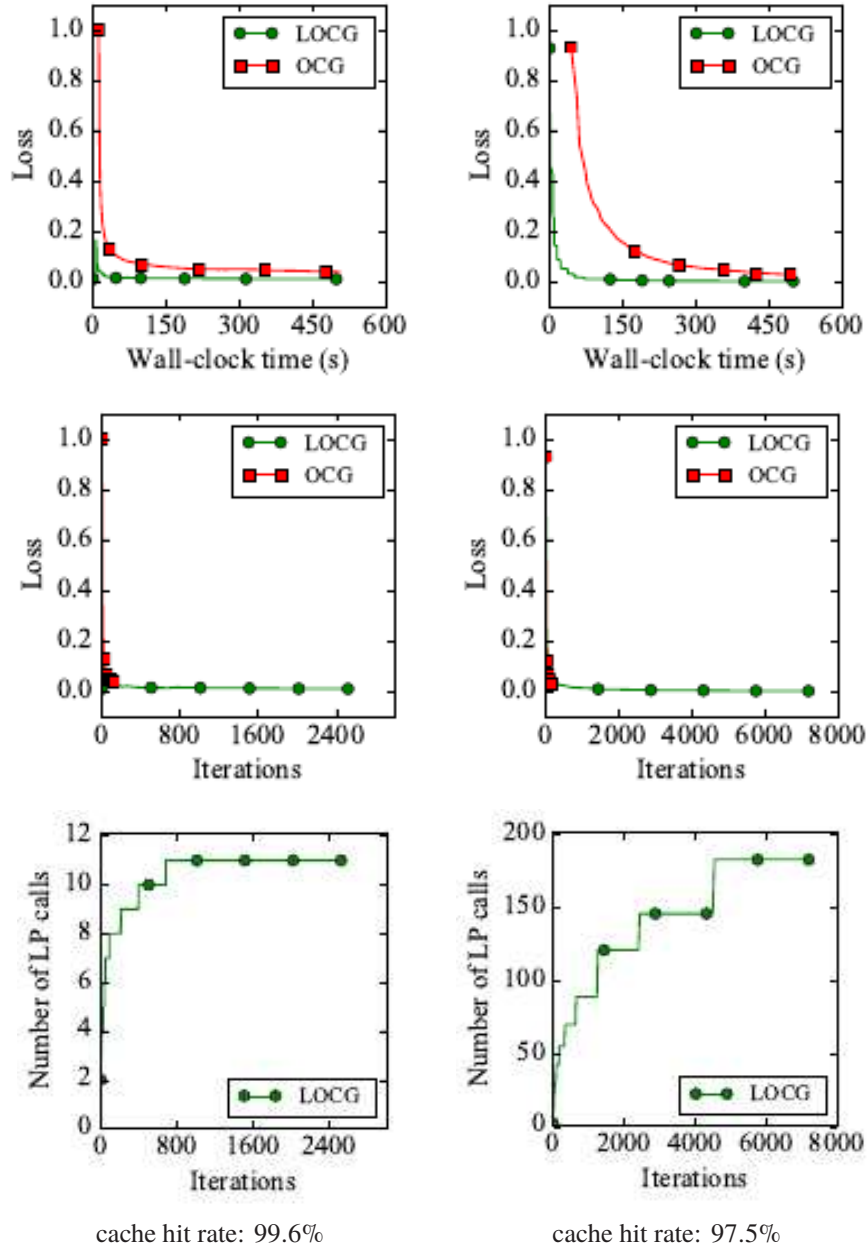 1.0
0.8
0.6
0.4
0.2
0.0
Loss
LOCG
OCG
0 150 300 450 600
Wall-clock time (s)
1.0
0.8
0.6
0.4
0.2
0.0
Loss
LOCG
OCG
0 150 300 450 600
Wall-clock time (s)
1.0
0.8
0.6
0.4
0.2
0.0
Loss
LOCG
OCG
0 800 1600 2400
Iterations
1.0
0.8
0.6
0.4
0.2
0.0
Loss
LOCG
OCG
0 2000 4000 6000 8000
Iterations
12
10
8
6
4
2
0
Number of LP calls
LOCG
0 800 1600 2400
Iterations
200
150
100
50
0
Number of LP calls
LOCG
0 2000 4000 6000 8000
Iterations
cache hit rate: 99.6%
cache hit rate: 97.5%